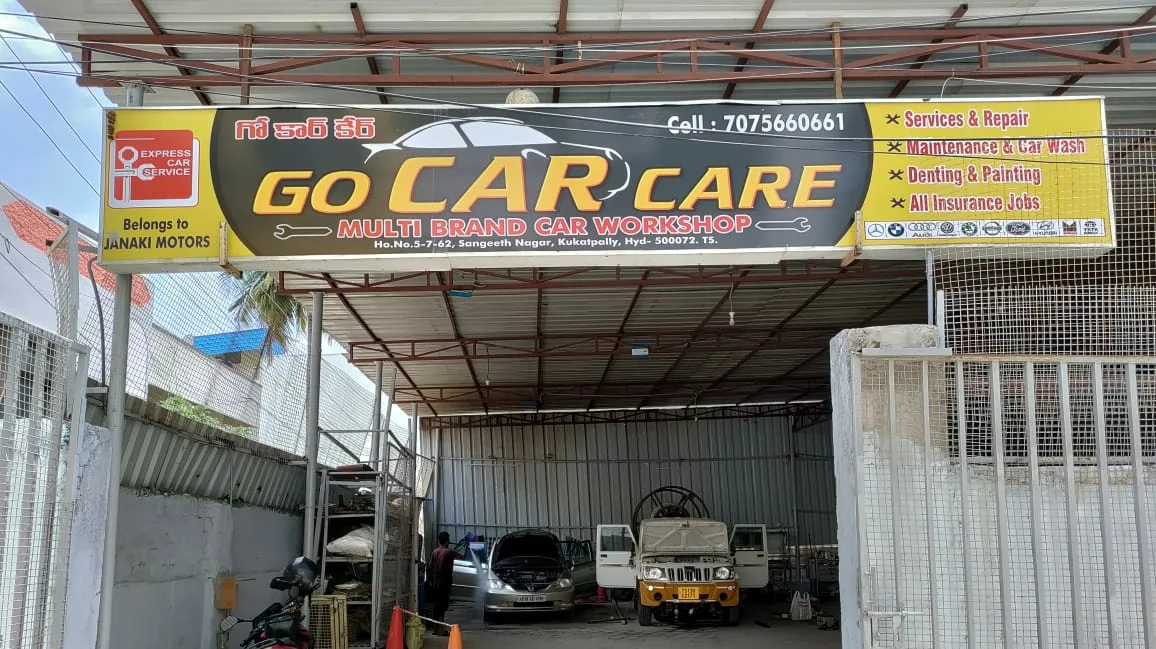 EXPRESS
CAR
SERVICE
Belongs to
JANAKI MOTORS
గో కార్ కేర్
Cell : 7075660661
GO CAR CARE
MULTI BRAND CAR WORKSHOP
Ho.No.5-7-62, Sangeeth Nagar, Kukatpally, Hyd- 500072. TS.
Services & Repair
Maintenance & Car Wash
Denting & Painting
All Insurance Jobs
Audi